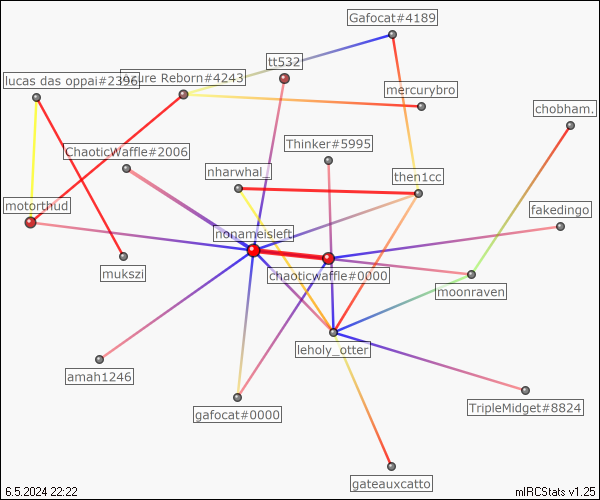 Gafocat#4189
tt532
ure Reborn#4243
lucas das oppai#2396
mercurybro
chobham.
Thinker#5995
ChaoticWaffle#2006
nharwhal_
then1cc
motorthud
fakedingo
nonameisleft
mukszi
chaoticwaffle#0000
moonraven
leholy_otter
amah1246
gafocat#0000
TripleMidget#8824
gateauxcatto
6.5.2024 22:22
mIRCStats v1.25